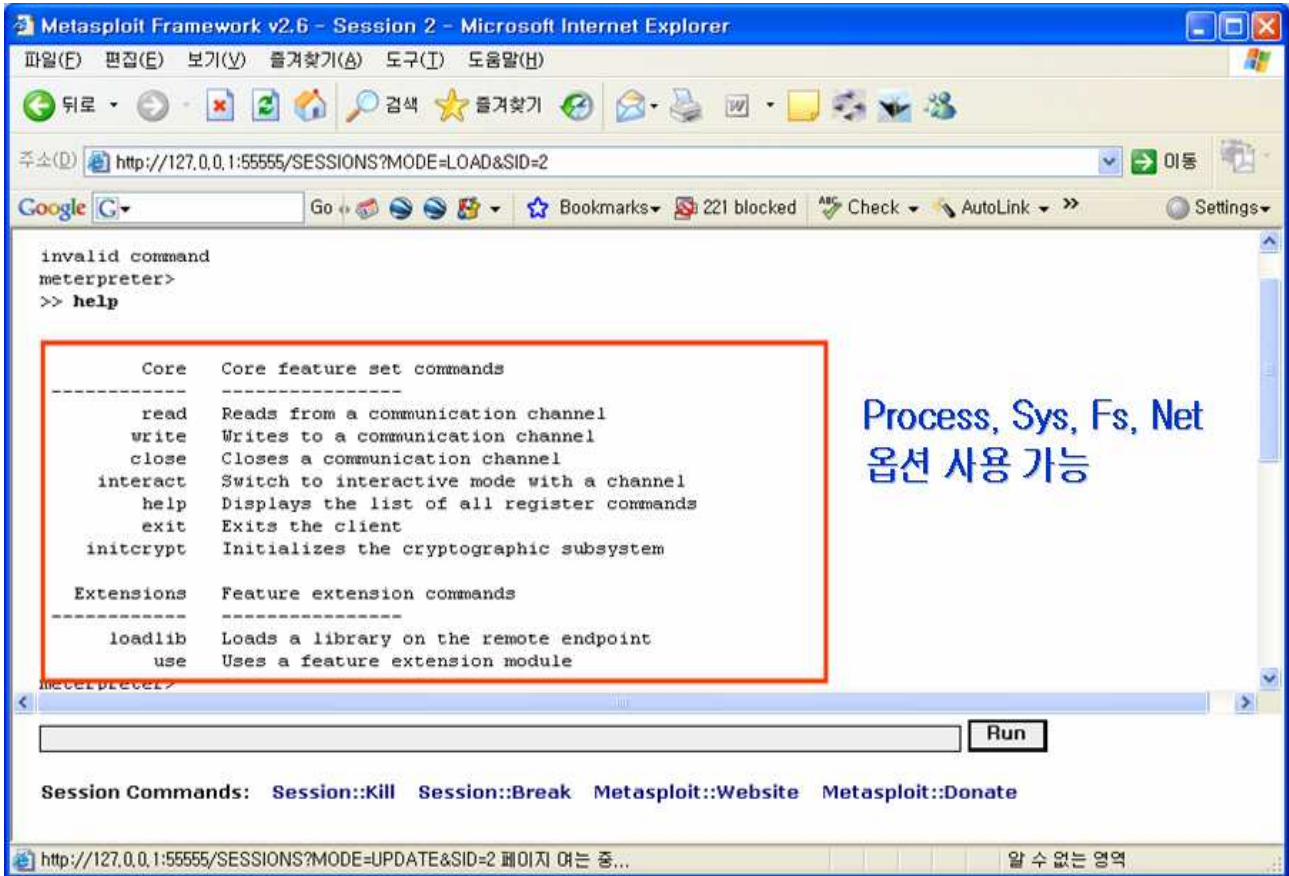 Metasploit Framework v2.6 - Session 2 - Microsoft Internet Explorer
파일(F) 편집(E) 보기(V) 즐겨찾기(A) 도구(T) 도움말(H)
뒤로 검색 즐겨찾기
주소(D) http://127.0.0.1:55555/SESSIONS?MODE=LOAD&SID=2 이동
Google G Go Bookmarks 221 blocked ABC Check AutoLink >> Settings
invalid command
meterpreter>
>> help
Core Core feature set commands
------------ ----------------
read Reads from a communication channel
write Writes to a communication channel
close Closes a communication channel
interact Switch to interactive mode with a channel
help Displays the list of all register commands
exit Exits the client
initcrypt Initializes the cryptographic subsystem
Extensions Feature extension commands
------------ ----------------
loadlib Loads a library on the remote endpoint
use Uses a feature extension module
meterpreter>
Process, Sys, Fs, Net
옵션 사용 가능
Run
Session Commands: Session::Kill Session::Break Metasploit::Website Metasploit::Donate
http://127.0.0.1:55555/SESSIONS?MODE=UPDATE&SID=2 페이지 여는 중... 알 수 없는 영역